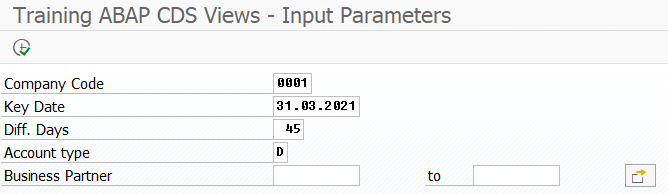 Training ABAP CDS Views - Input Parameters
Company Code 0001
Key Date 31.03.2021
Diff. Days 45
Account type D
Business Partner to